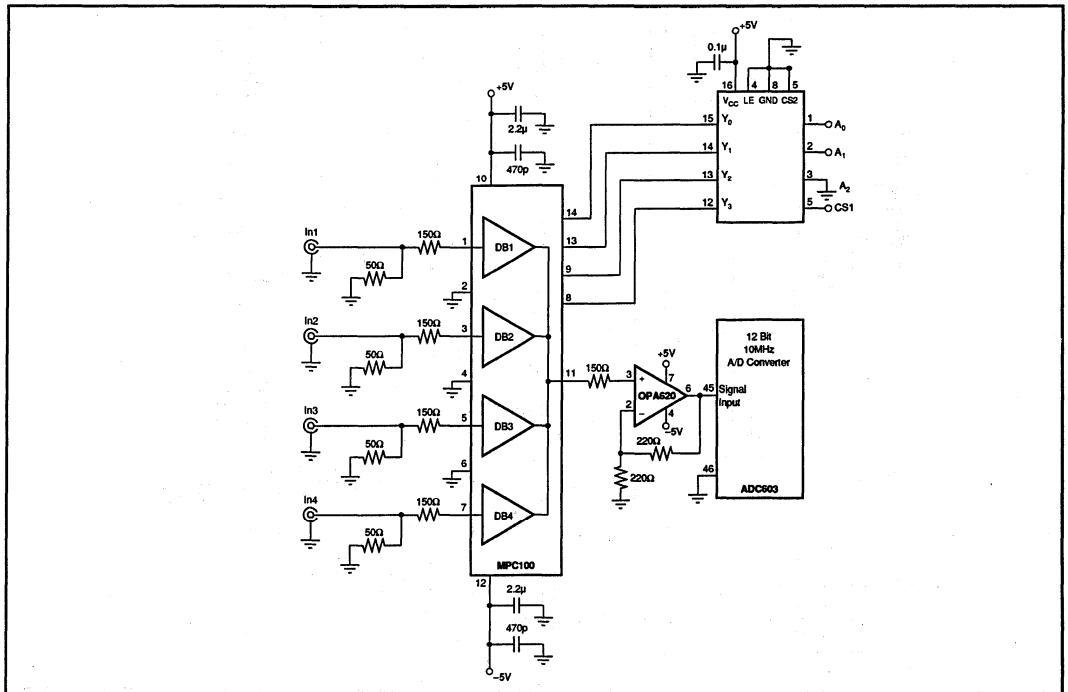 +5V
0.1µ
16 4 8 5
VCC LE GND CS2
+5V
15 Y0 1 A0
2.2µ
14 Y1 2 A1
470p
13 Y2 3 A2
10
12 Y3 5 CS1
14
In1 150Ω 1 DB1 13
50Ω
9
2
8
In2 150Ω 3 DB2
12 Bit
10MHz
A/D Converter
50Ω
+5V
4
11 150Ω 3 + 7
OPA620 6 45 Signal
Input
2 – 4
–5V
In3 150Ω 5 DB3
220Ω
50Ω
220Ω
6
46
ADC603
In4 150Ω 7 DB4
50Ω
MPC100
12
2.2µ
470p
–5V